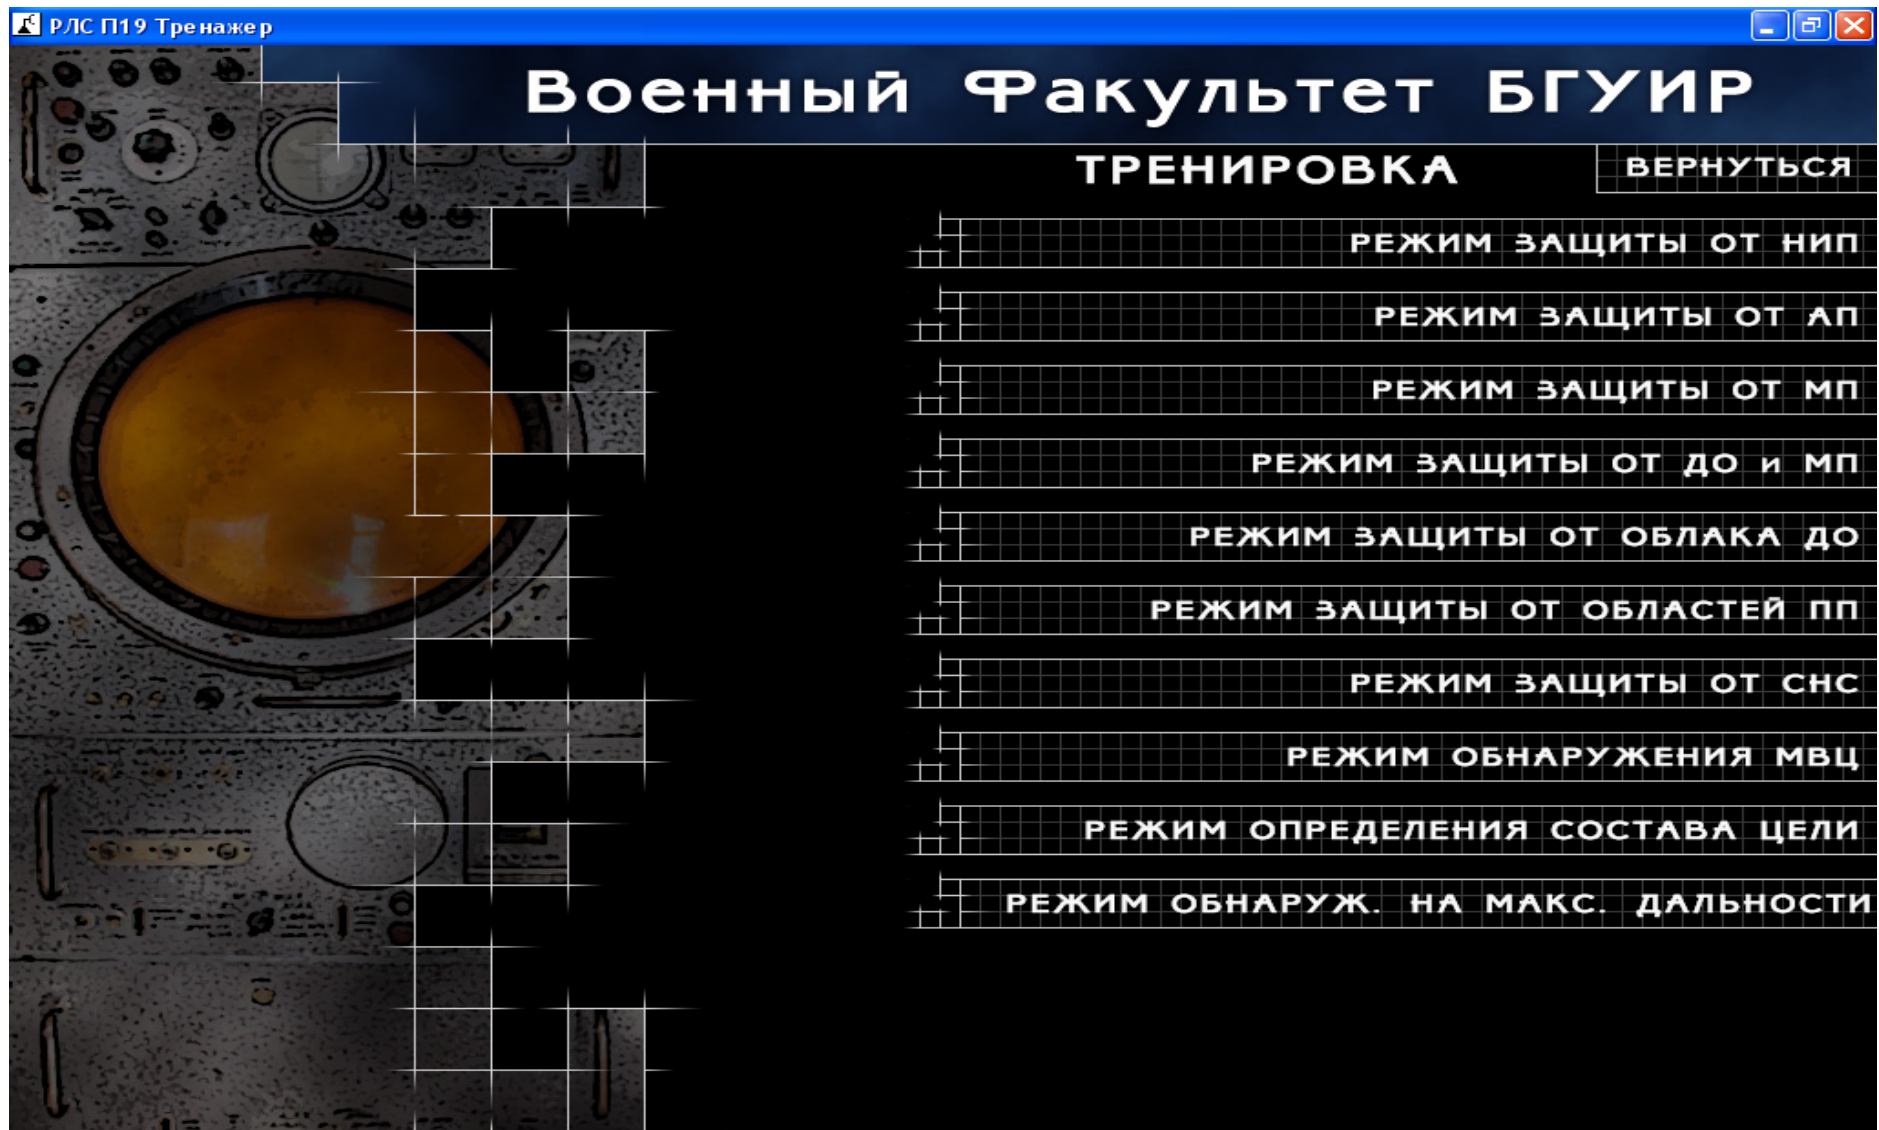 РЛС П19 Тренажер
Военный Факультет БГУИР
ТРЕНИРОВКА
ВЕРНУТЬСЯ
РЕЖИМ ЗАЩИТЫ ОТ НИП
РЕЖИМ ЗАЩИТЫ ОТ АП
РЕЖИМ ЗАЩИТЫ ОТ МП
РЕЖИМ ЗАЩИТЫ ОТ ДО и МП
РЕЖИМ ЗАЩИТЫ ОТ ОБЛАКА ДО
РЕЖИМ ЗАЩИТЫ ОТ ОБЛАСТЕЙ ПП
РЕЖИМ ЗАЩИТЫ ОТ СНС
РЕЖИМ ОБНАРУЖЕНИЯ МВЦ
РЕЖИМ ОПРЕДЕЛЕНИЯ СОСТАВА ЦЕЛИ
РЕЖИМ ОБНАРУЖ. НА МАКС. ДАЛЬНОСТИ